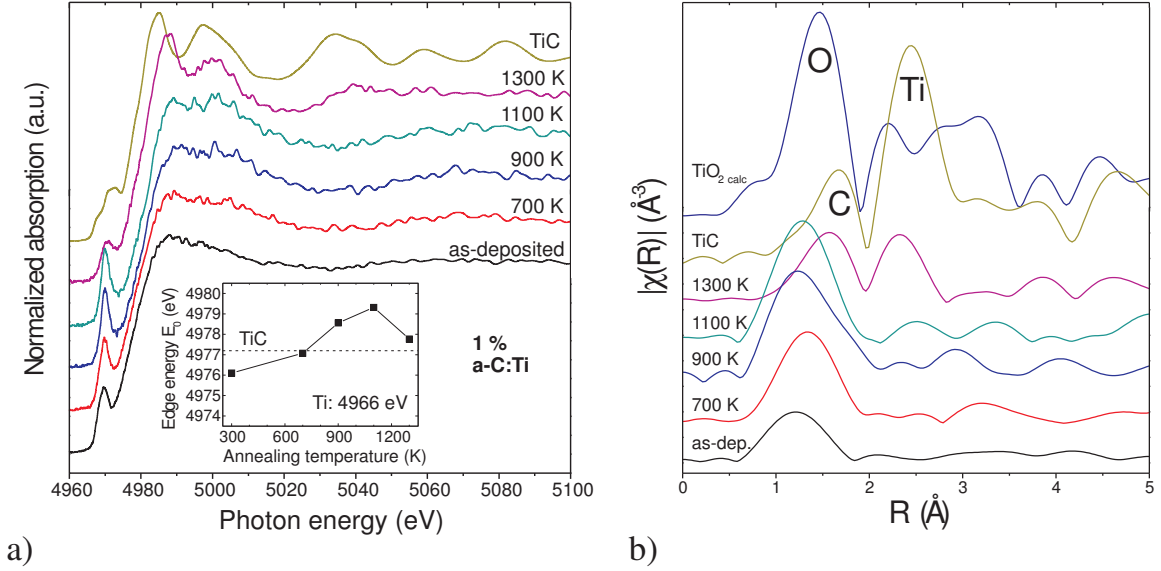 Normalized absorption (a.u.)
TiC
1300 K
1100 K
900 K
700 K
as-deposited
Edge energy E0 (eV)
4980
4979
4978
4977
4976
4975
4974
TiC
Ti: 4966 eV
300 600 900 1200
Annealing temperature (K)
1 %
a-C:Ti
4960 4980 5000 5020 5040 5060 5080 5100
Photon energy (eV)
a)
|χ(R)| (Å-3)
O
Ti
C
TiO2 calc
TiC
1300 K
1100 K
900 K
700 K
as-dep.
0 1 2 3 4 5
R (Å)
b)